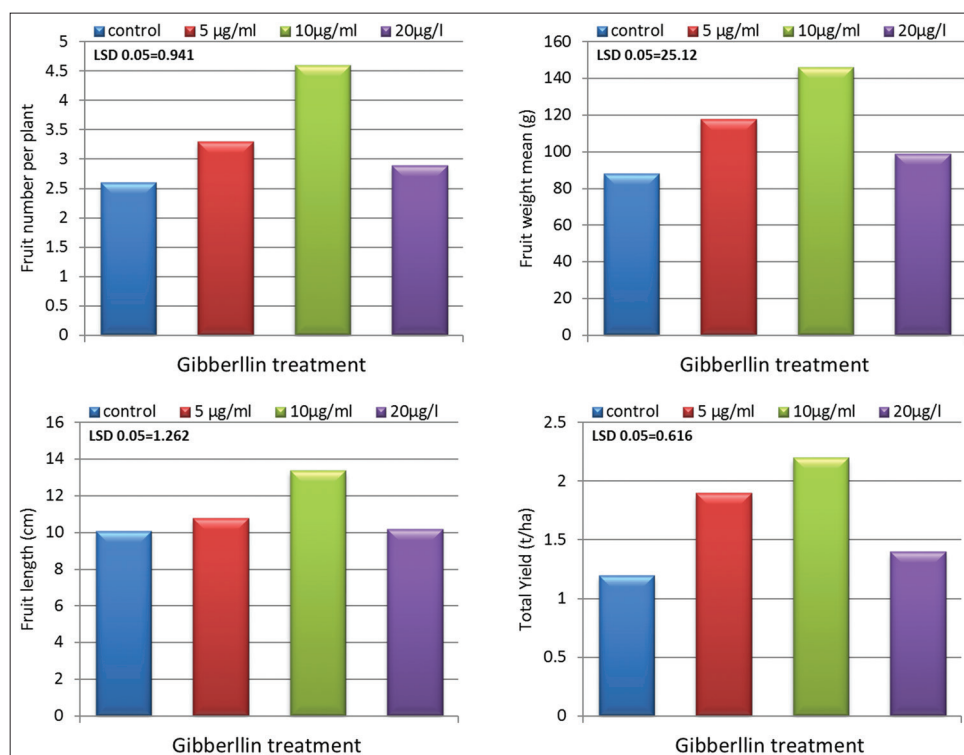 control 5 µg/ml 10µg/ml 20µg/l
LSD 0.05=0.941
5
4.5
4
3.5
3
2.5
2
1.5
1
0.5
0
Fruit number per plant
Gibberllin treatment
control 5 µg/ml 10µg/ml 20µg/l
LSD 0.05=25.12
160
140
120
100
80
60
40
20
0
Fruit weight mean (g)
Gibberllin treatment
control 5 µg/ml 10µg/ml 20µg/l
LSD 0.05=1.262
16
14
12
10
8
6
4
2
0
Fruit length (cm)
Gibberllin treatment
control 5 µg/ml 10µg/ml 20µg/l
LSD 0.05=0.616
2.5
2
1.5
1
0.5
0
Total Yield (t/ha)
Gibberllin treatment